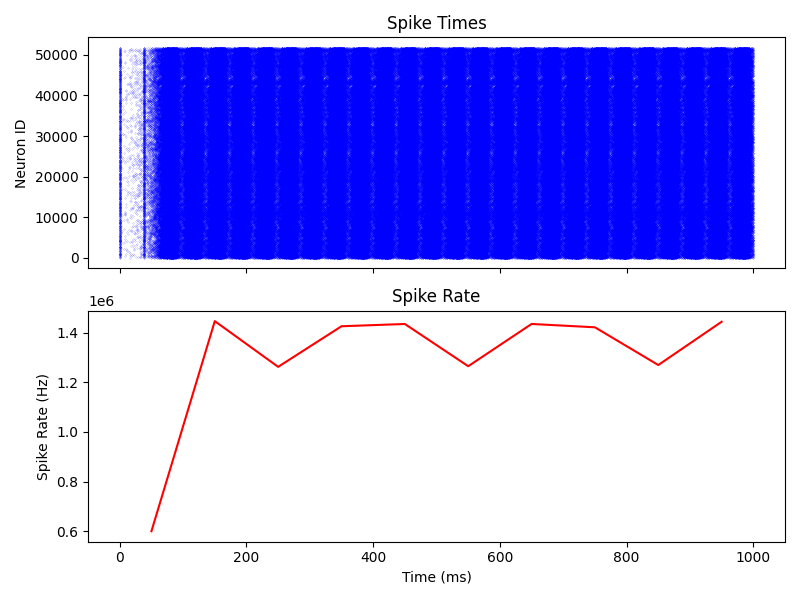 Spike Times
Neuron ID
50000
40000
30000
20000
10000
0
Spike Rate
1e6
Spike Rate (Hz)
1.4
1.2
1.0
0.8
0.6
0 200 400 600 800 1000
Time (ms)